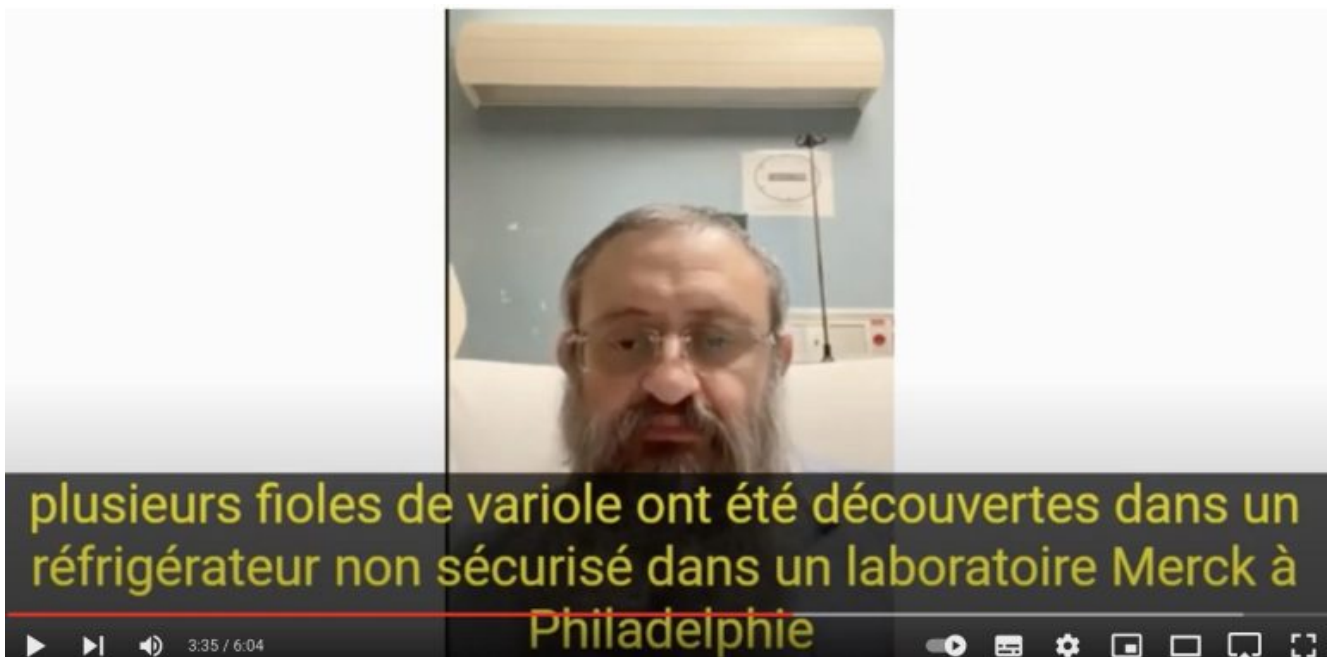 plusieurs fioles de variole ont été découvertes dans un
réfrigérateur non sécurisé dans un laboratoire Merck à
Philadelphie
3:35 / 6:04